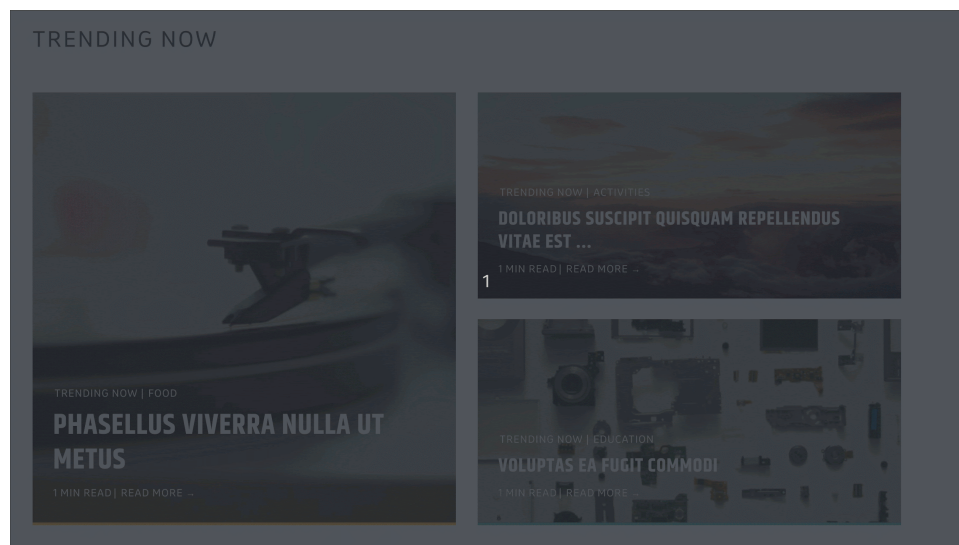 TRENDING NOW
TRENDING NOW | FOOD
PHASELLUS VIVERRA NULLA UT
METUS
1 MIN READ | READ MORE →
TRENDING NOW | ACTIVITIES
DOLORIBUS SUSCIPIT QUISQUAM REPELLENDUS
VITAE EST ...
1 MIN READ | READ MORE →
1
TRENDING NOW | EDUCATION
VOLUPTAS EA FUGIT COMMODI
1 MIN READ | READ MORE →